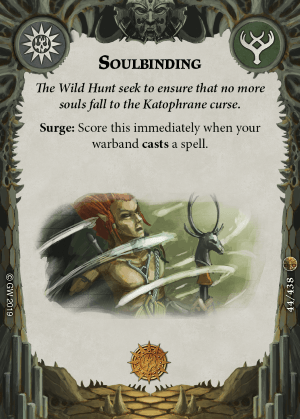 SOULBINDING
The Wild Hunt seek to ensure that no more
souls fall to the Katophrane curse.
Surge: Score this immediately when your
warband casts a spell.
© GW 2019
44/438